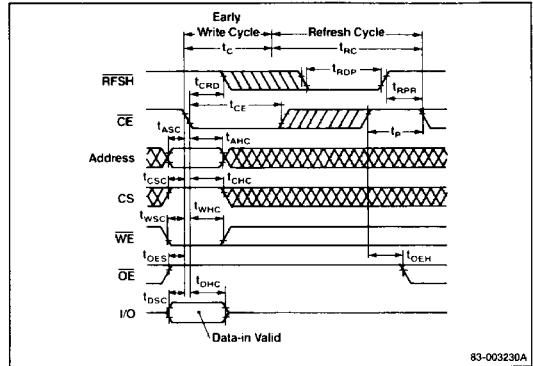 Early
Write Cycle Refresh Cycle
tC tRC
RFSH
tRDP
tCRD
tRPR
tCE
CE
tASC tAHC tP
Address
tCSC tCHC
CS
tWSC tWHC
WE
tOES tOEH
OE
tDSC tDHC
I/O
Data-in Valid
83-003230A